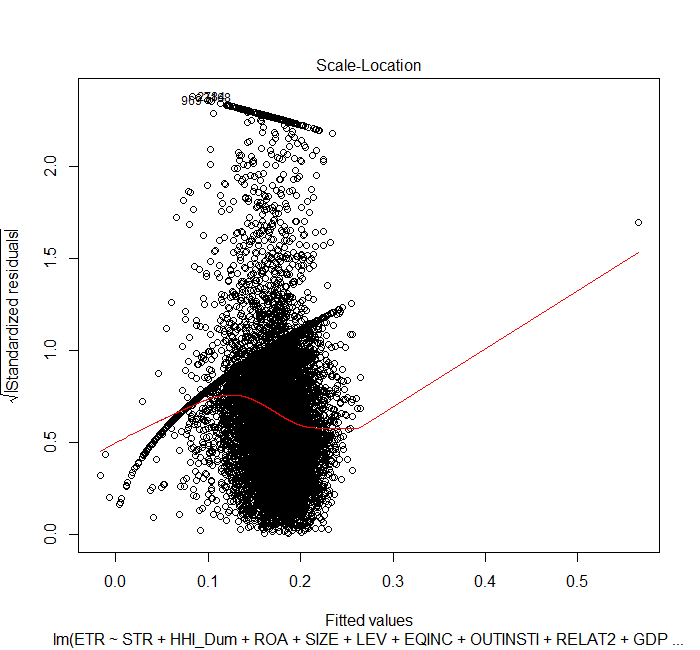 Scale-Location
√|Standardized residuals|
2.0
1.5
1.0
0.5
0.0
0.0 0.1 0.2 0.3 0.4 0.5
Fitted values
lm(ETR ~ STR + HHI_Dum + ROA + SIZE + LEV + EQINC + OUTINSTI + RELAT2 + GDP ...